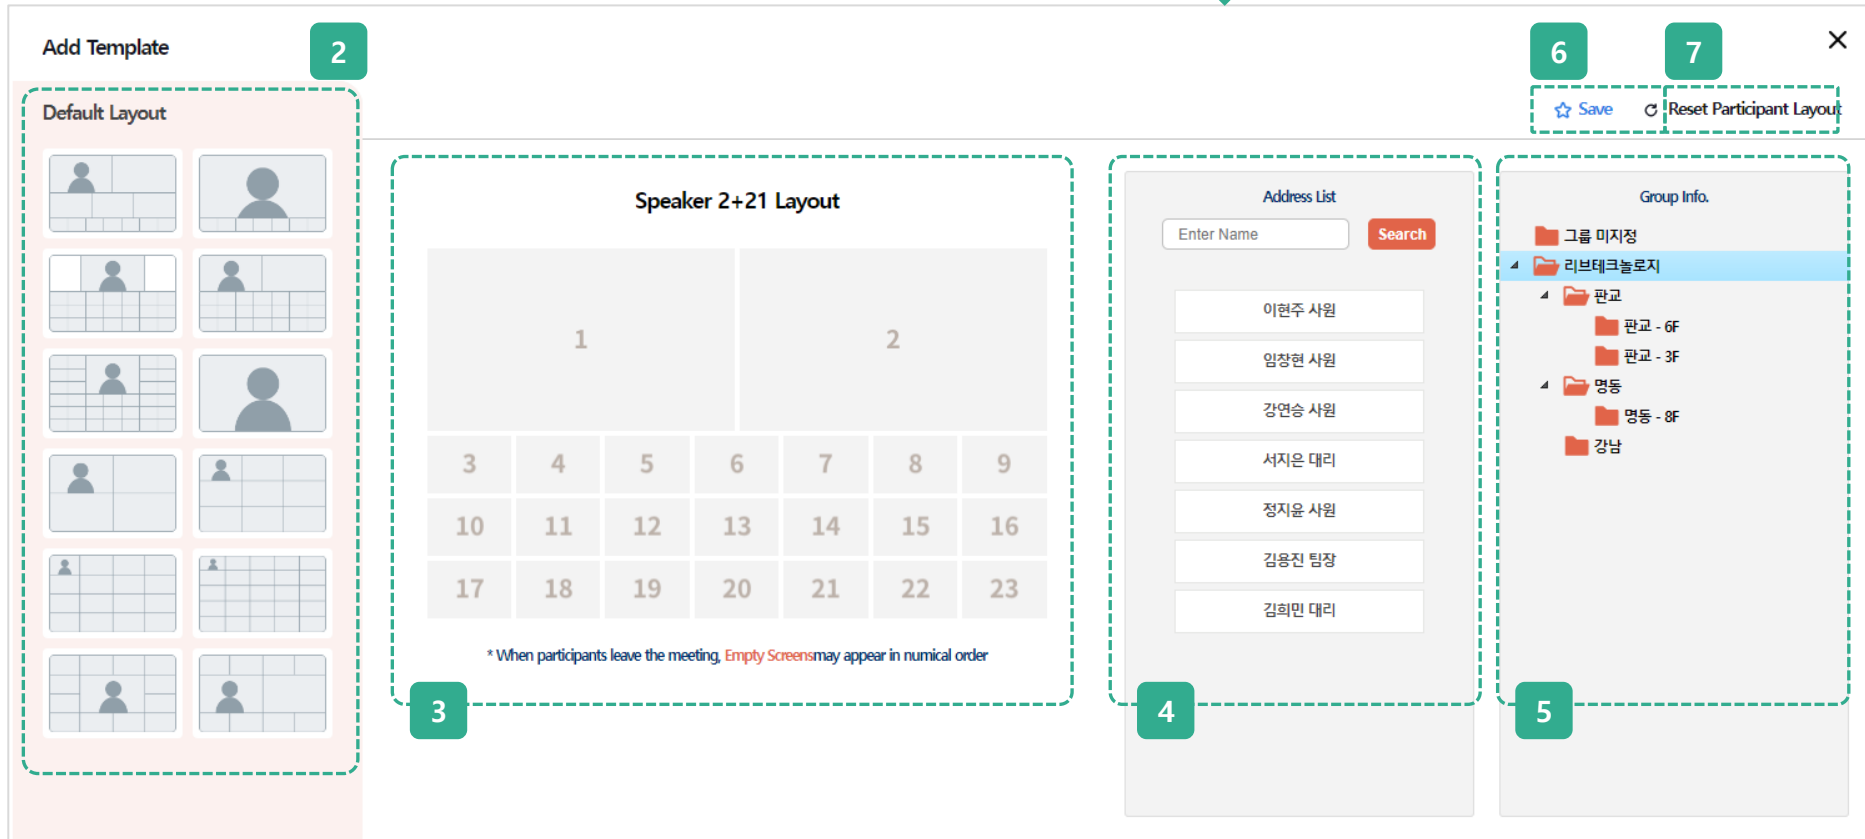 Add Template
2
Default Layout
6
7
Save
Reset Participant Layout
Speaker 2+21 Layout
1
2
3 4 5 6 7 8 9
10 11 12 13 14 15 16
17 18 19 20 21 22 23
* When participants leave the meeting, Empty Screensmay appear in numical order
3
Address List
Enter Name
Search
이현주 사원
임창현 사원
강연승 사원
서지은 대리
정지윤 사원
김용진 팀장
김희민 대리
4
Group Info.
그룹 미지정
리브테크놀로지
판교
판교 - 6F
판교 - 3F
명동
명동 - 8F
강남
5